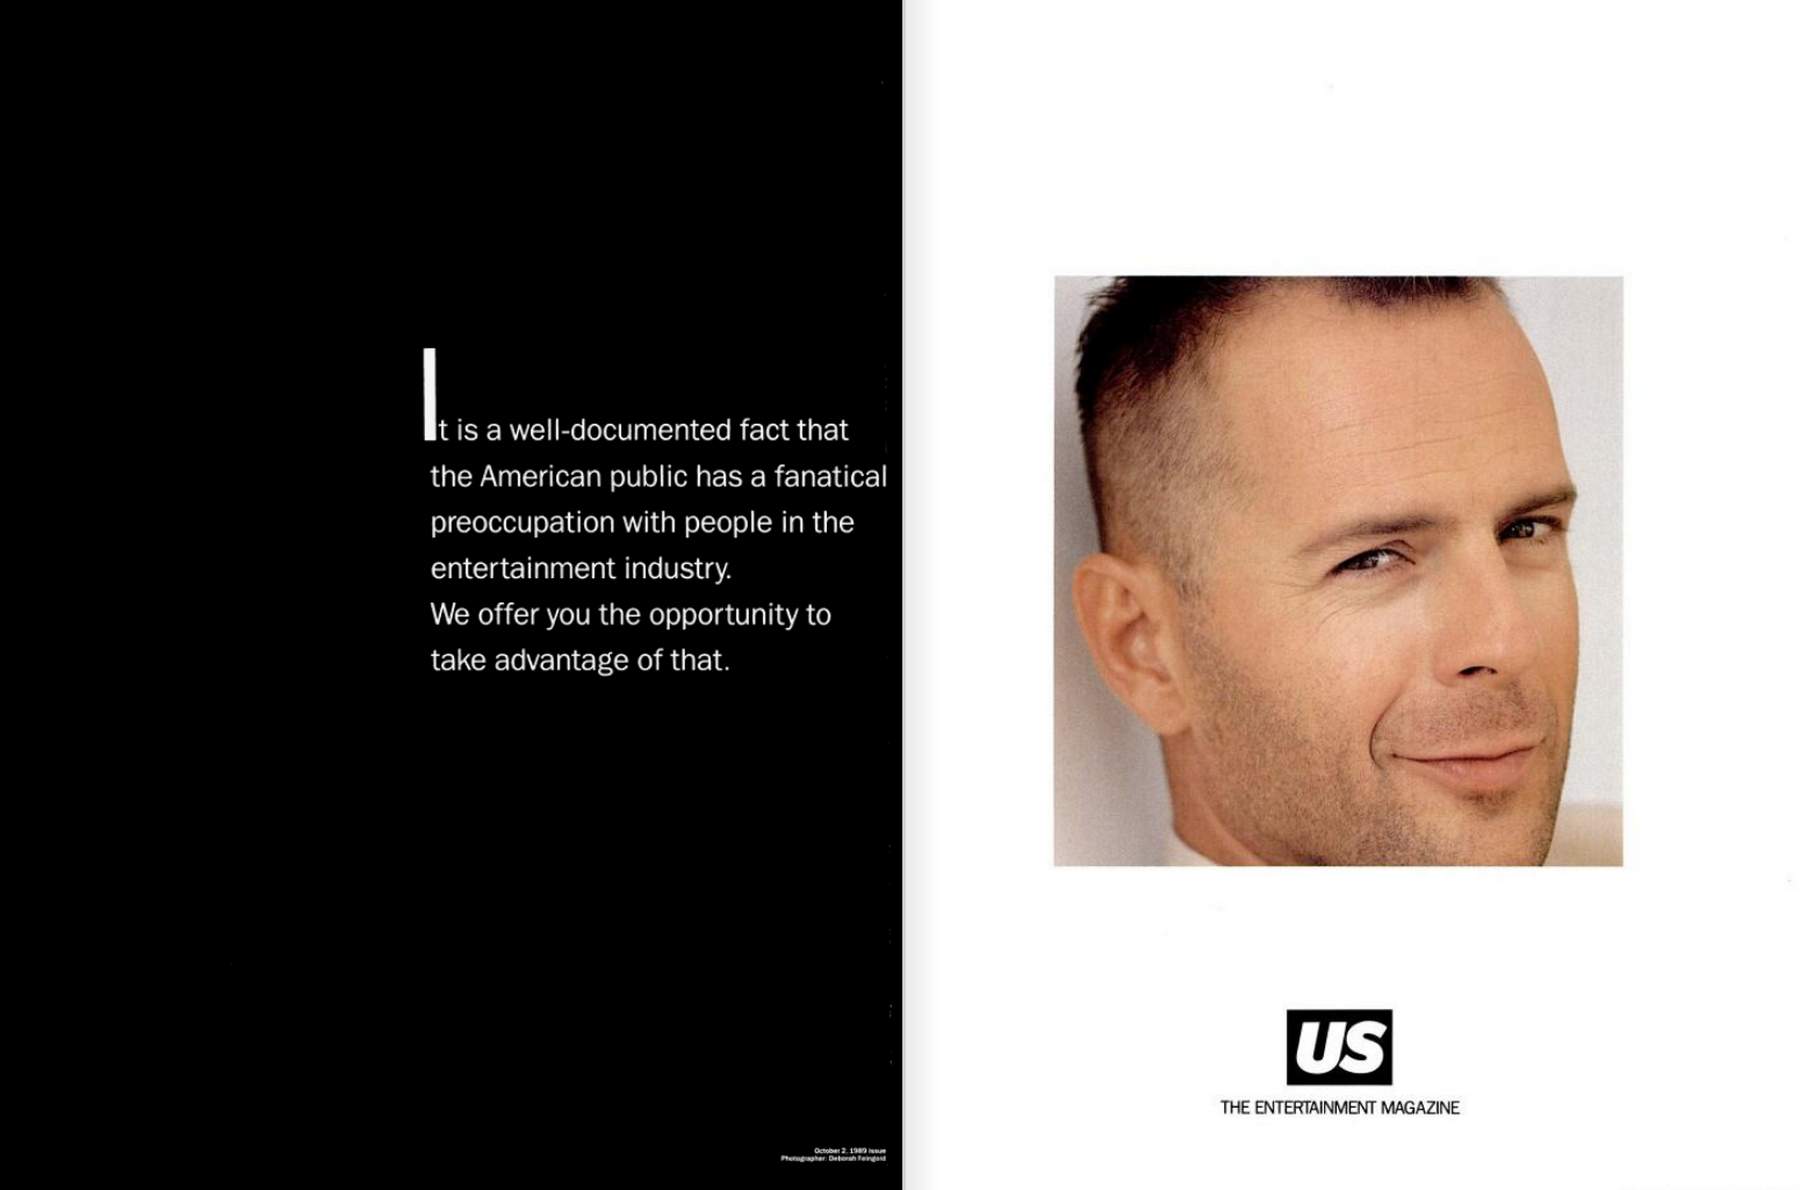 It is a well-documented fact that
the American public has a fanatical
preoccupation with people in the
entertainment industry.
We offer you the opportunity to
take advantage of that.
October 2, 1989 issue
Photographer: Deborah Feingold
US
THE ENTERTAINMENT MAGAZINE